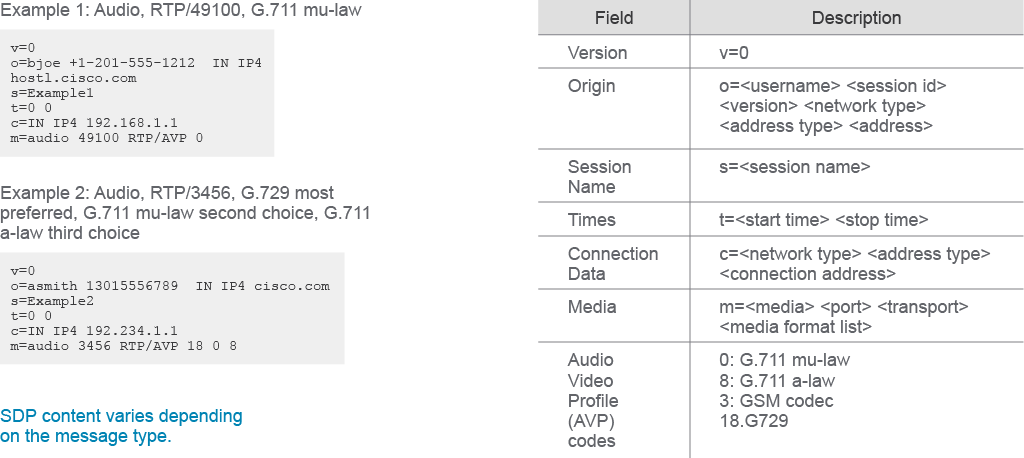 Example 1: Audio, RTP/49100, G.711 mu-law
v=0
o=bjoe +1-201-555-1212  IN IP4
hostl.cisco.com
s=Example1
t=0 0
c=IN IP4 192.168.1.1
m=audio 49100 RTP/AVP 0
Example 2: Audio, RTP/3456, G.729 most
preferred, G.711 mu-law second choice, G.711
a-law third choice
v=0
o=asmith 13015556789  IN IP4 cisco.com
s=Example2
t=0 0
c=IN IP4 192.234.1.1
m=audio 3456 RTP/AVP 18 0 8
SDP content varies depending
on the message type.
Field Description
Version v=0
Origin o=<username> <session id>
<version> <network type>
<address type> <address>
Session s=<session name>
Name
Times t=<start time> <stop time>
Connection c=<network type> <address type>
Data <connection address>
Media m=<media> <port> <transport>
<media format list>
Audio 0: G.711 mu-law
Video 8: G.711 a-law
Profile 3: GSM codec
(AVP) 18.G729
codes